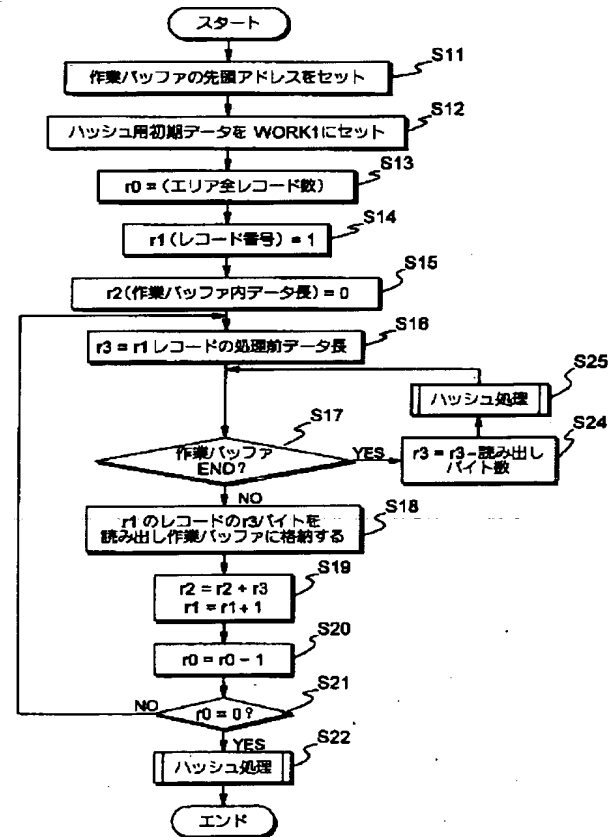 スタート
S11
作業バッファの先頭アドレスをセット
S12
ハッシュ用初期データを WORK1にセット
S13
r0 = (エリア全レコード数)
S14
r1 (レコード番号) = 1
S15
r2 (作業バッファ内データ長) = 0
S16
r3 = r1 レコードの処理前データ長
S25
ハッシュ処理
S17
作業バッファ
END?
YES
S24
r3 = r3 − 読み出し
バイト数
NO
S18
r1 のレコードのr3バイトを
読み出し作業バッファに格納する
S19
r2 = r2 + r3
r1 = r1 + 1
S20
r0 = r0 − 1
S21
NO
r0 = 0 ?
YES
S22
ハッシュ処理
エンド